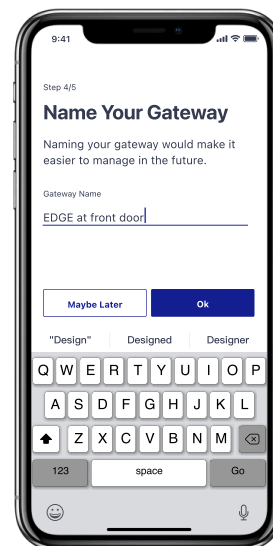 9:41
Step 4/5
Name Your Gateway
Naming your gateway would make it
easier to manage in the future.
Gateway Name
EDGE at front door
Maybe Later Ok
"Design" Designed Designer
Q W E R T Y U I O P
A S D F G H J K L
Z X C V B N M
123 space Go